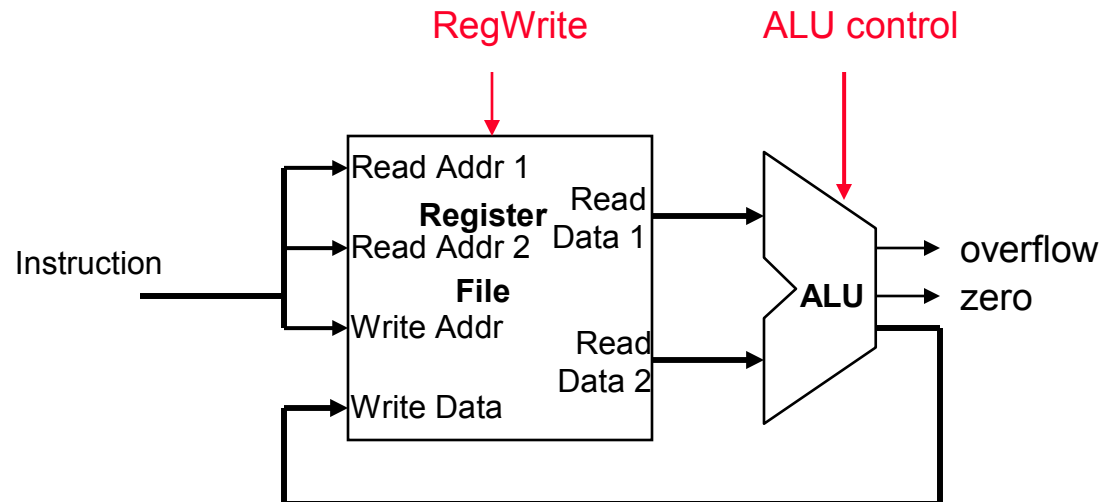 RegWrite
ALU control
Instruction
Read Addr 1
Register
Read Addr 2
File
Write Addr
Write Data
Read
Data 1
Read
Data 2
ALU
overflow
zero